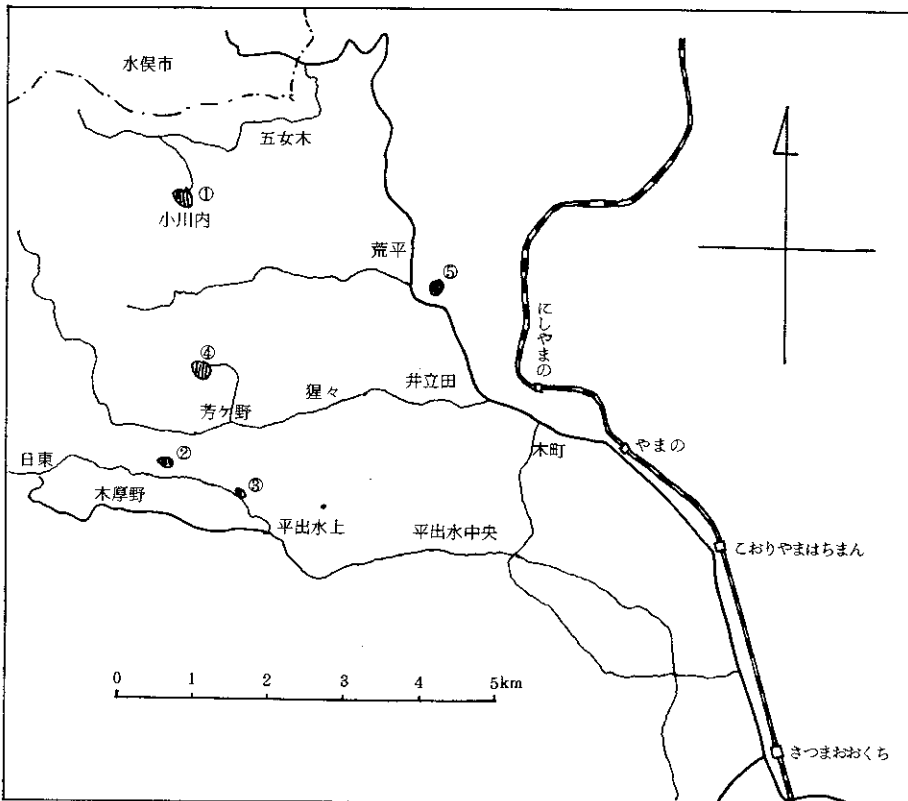 水俣市
五女木
①
小川内
荒平
⑤
にしやまの
④
芳ケ野
猩々
井立田
木町
やまの
日東
②
木厚野
③
平出水上
平出水中央
こおりやまはちまん
0 1 2 3 4 5km
さつまおおくち